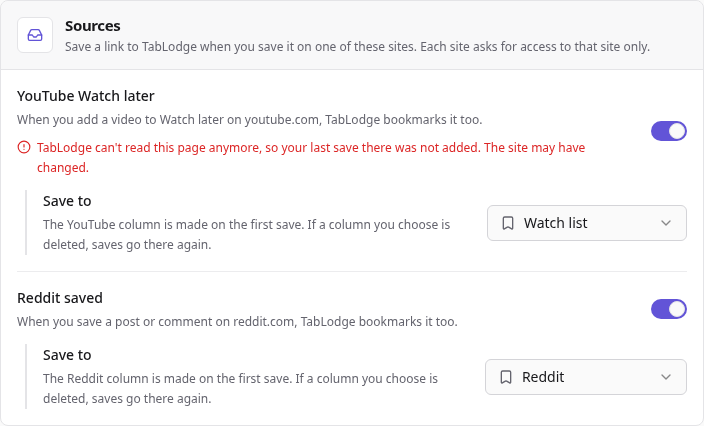 Sources
Save a link to TabLodge when you save it on one of these sites. Each site asks for access to that site only.
YouTube Watch later
When you add a video to Watch later on youtube.com, TabLodge bookmarks it too.
TabLodge can't read this page anymore, so your last save there was not added. The site may have
changed.
Save to
The YouTube column is made on the first save. If a column you choose is
deleted, saves go there again.
Watch list
Reddit saved
When you save a post or comment on reddit.com, TabLodge bookmarks it too.
Save to
The Reddit column is made on the first save. If a column you choose is
deleted, saves go there again.
Reddit